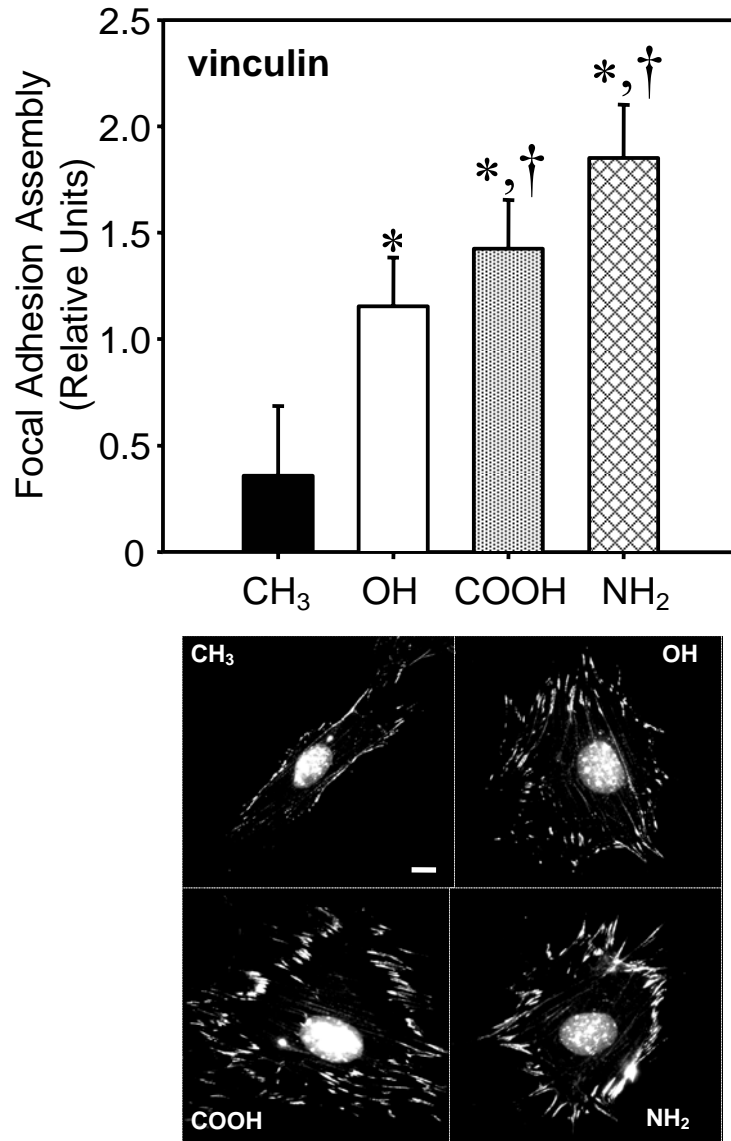 2.5
vinculin
2.0
1.5
1.0
0.5
0
Focal Adhesion Assembly
(Relative Units)
*
*,†
*,†
CH₃ OH COOH NH₂
CH₃ OH
COOH NH₂